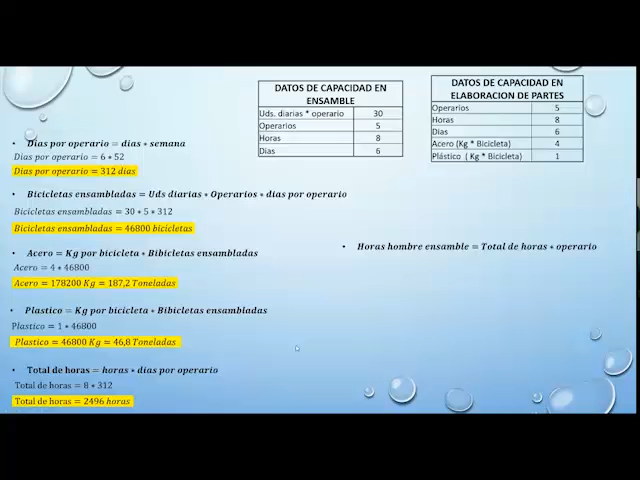 DATOS DE CAPACIDAD EN
ENSAMBLE
Uds. diarias * operario 30
Operarios 5
Horas 8
Dias 6
DATOS DE CAPACIDAD EN
ELABORACION DE PARTES
Operarios 5
Horas 8
Dias 6
Acero (Kg * Bicicleta) 4
Plástico ( Kg * Bicicleta) 1
• Dias por operario = dias * semana
Dias por operario = 6 * 52
Dias por operario = 312 dias
• Bicicletas ensambladas = Uds diarias * Operarios * dias por operario
Bicicletas ensambladas = 30 * 5 * 312
Bicicletas ensambladas = 46800 bicicletas
• Acero = Kg por bicicleta * Bibicletas ensambladas
Acero = 4 * 46800
Acero = 178200 Kg = 187,2 Toneladas
• Plastico = Kg por bicicleta * Bibicletas ensambladas
Plastico = 1 * 46800
Plastico = 46800 Kg = 46,8 Toneladas
• Total de horas = horas * dias por operario
Total de horas = 8 * 312
Total de horas = 2496 horas
• Horas hombre ensamble = Total de horas * operario